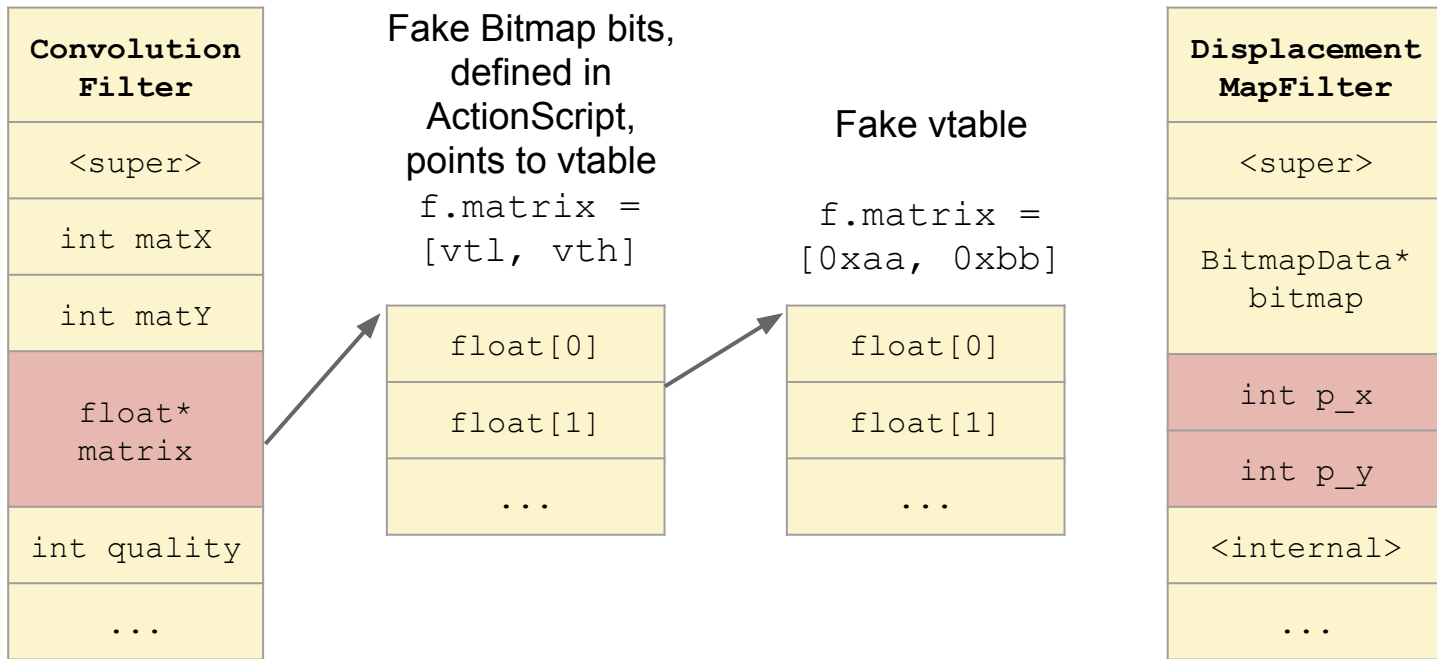 Convolution
Filter
<super>
int matX
int matY
float*
matrix
int quality
...
Fake Bitmap bits,
defined in
ActionScript,
points to vtable
f.matrix =
[vtl, vth]
float[0]
float[1]
...
Fake vtable
f.matrix =
[0xaa, 0xbb]
float[0]
float[1]
...
Displacement
MapFilter
<super>
BitmapData*
bitmap
int p_x
int p_y
<internal>
...